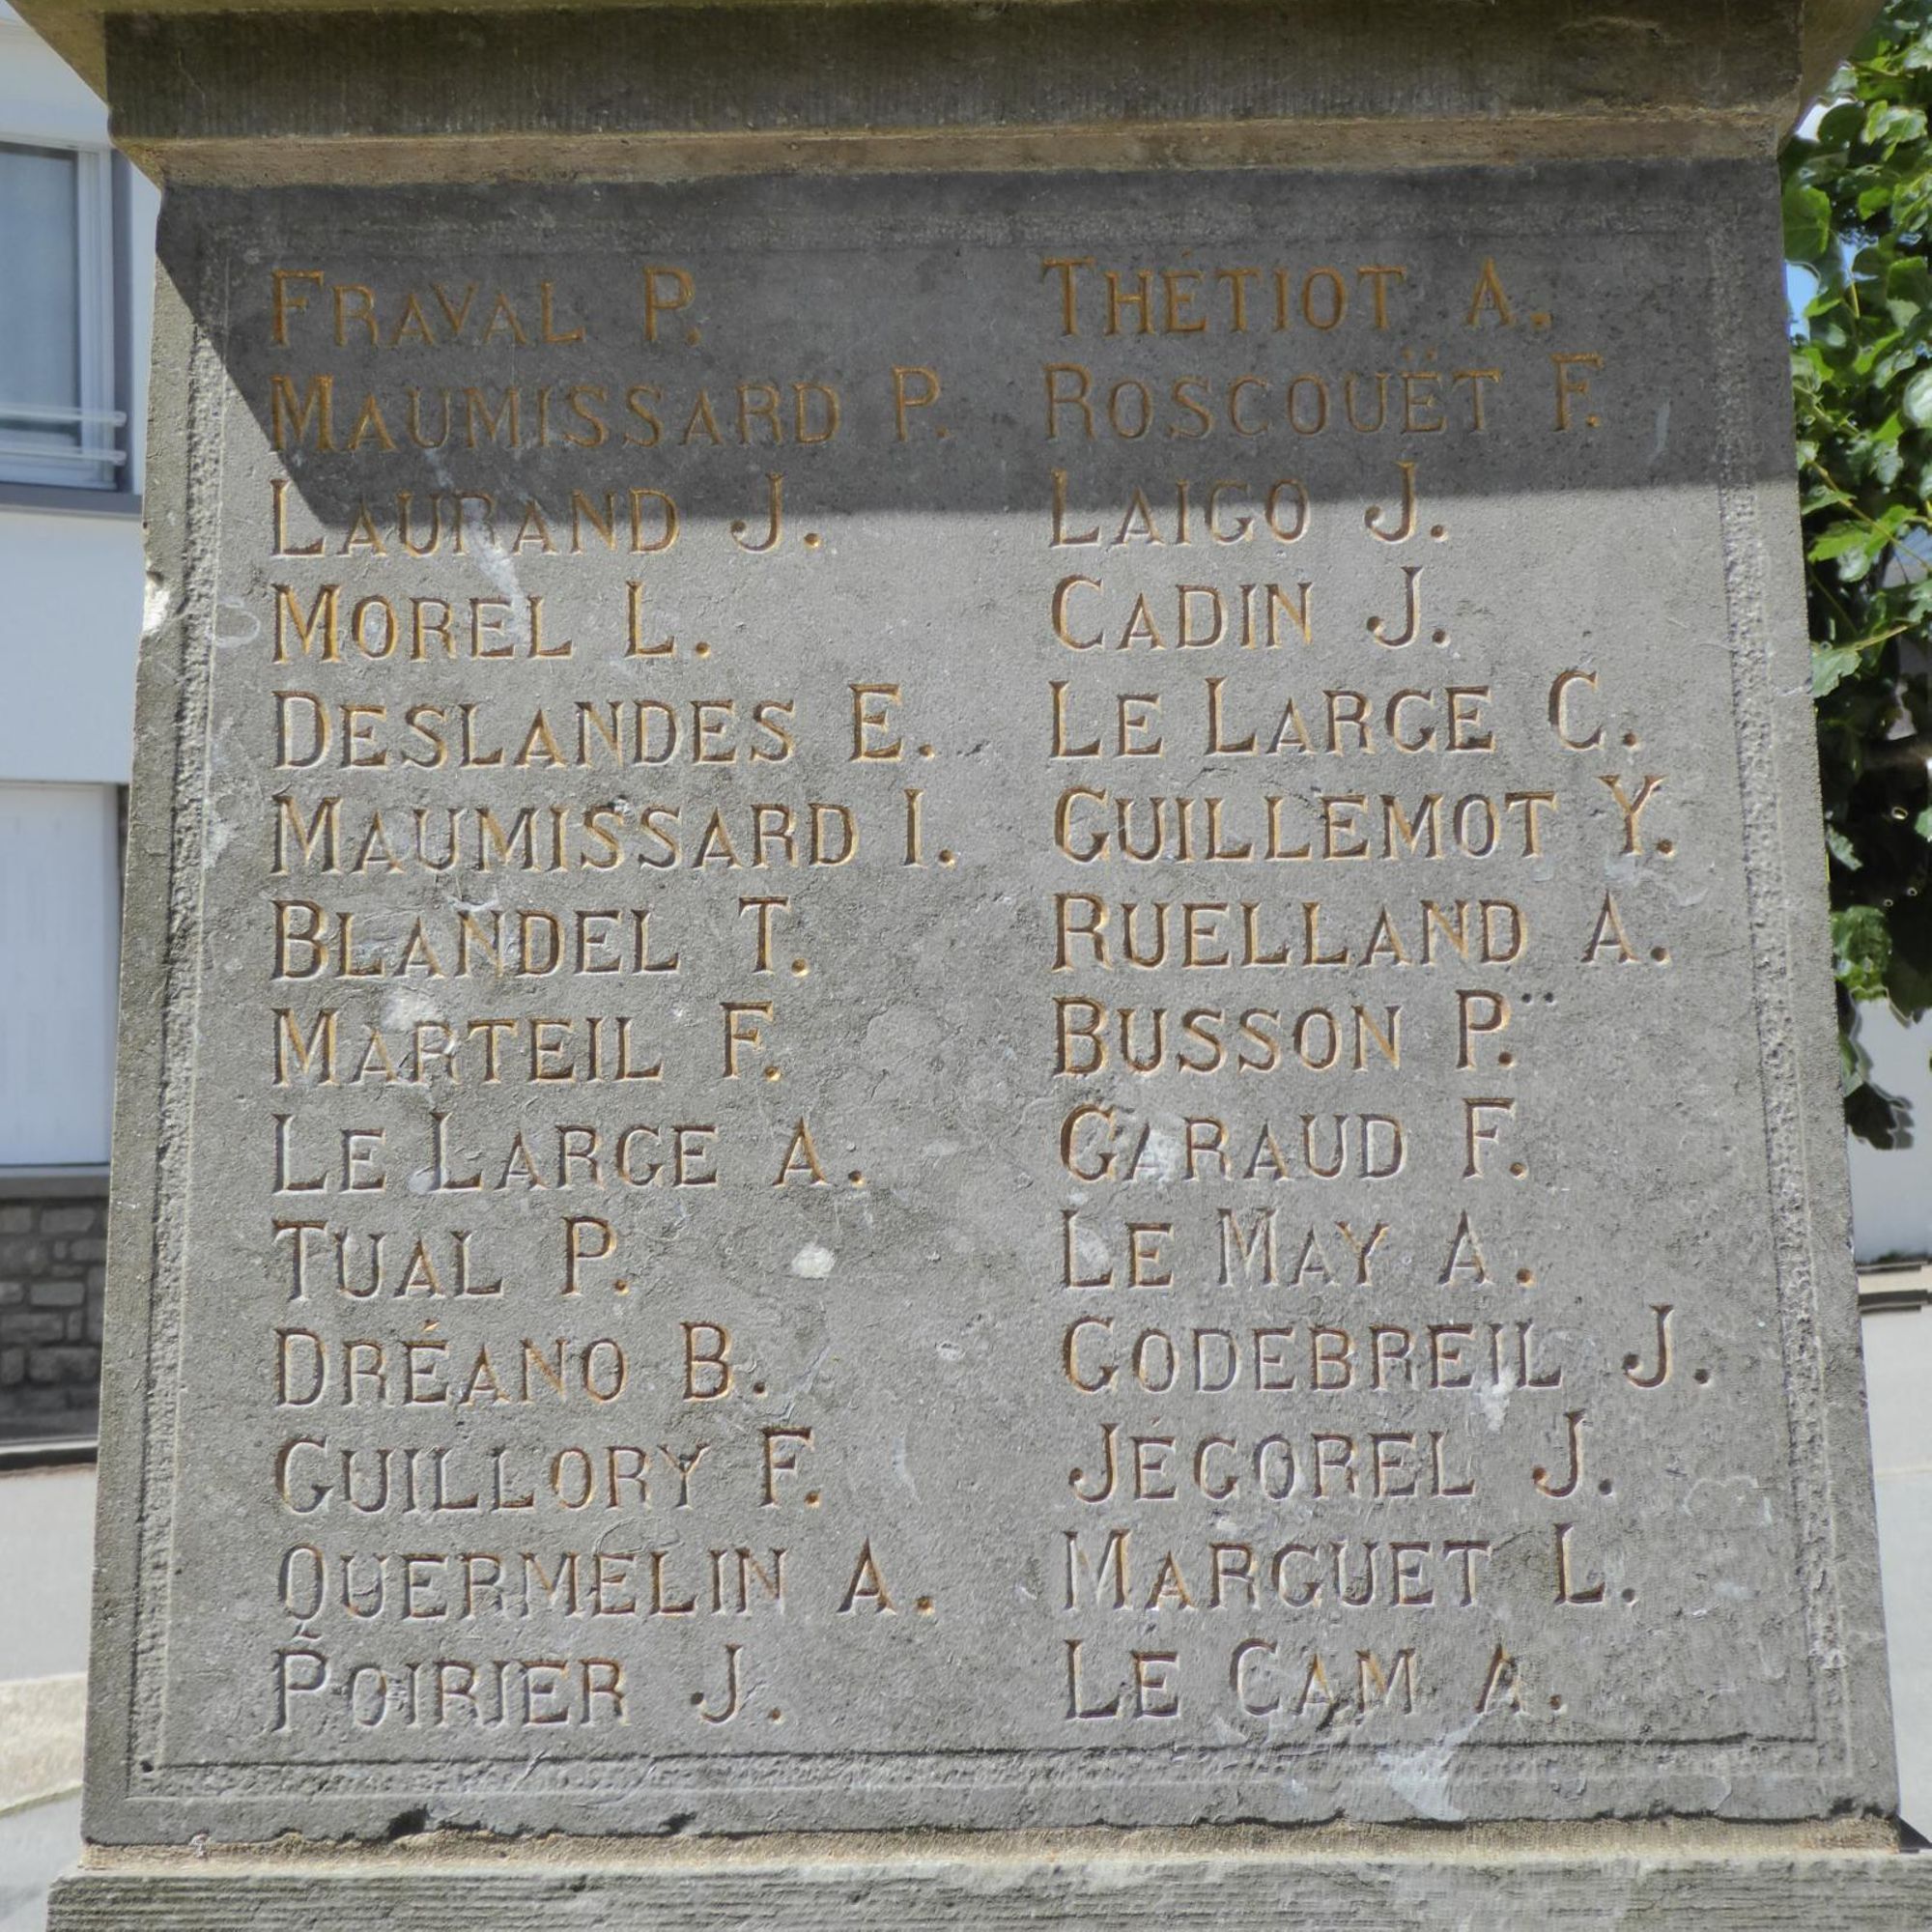 FRAVAL P.
MAUMISSARD P.
LAURAND J.
MOREL L.
DESLANDES E.
MAUMISSARD I.
BLANDEL T.
MARTEIL F.
LE LARGE A.
TUAL P.
DRÉANO B.
GUILLORY F.
QUERMELIN A.
POIRIER J.
THÉTIOT A.
ROSCOUËT F.
LAIGO J.
CADIN J.
LE LARGE C.
GUILLEMOT Y.
RUELLAND A.
BUSSON P.
GARAUD F.
LE MAY A.
GODEBREIL J.
JÉGOREL J.
MARGUET L.
LE CAM A.